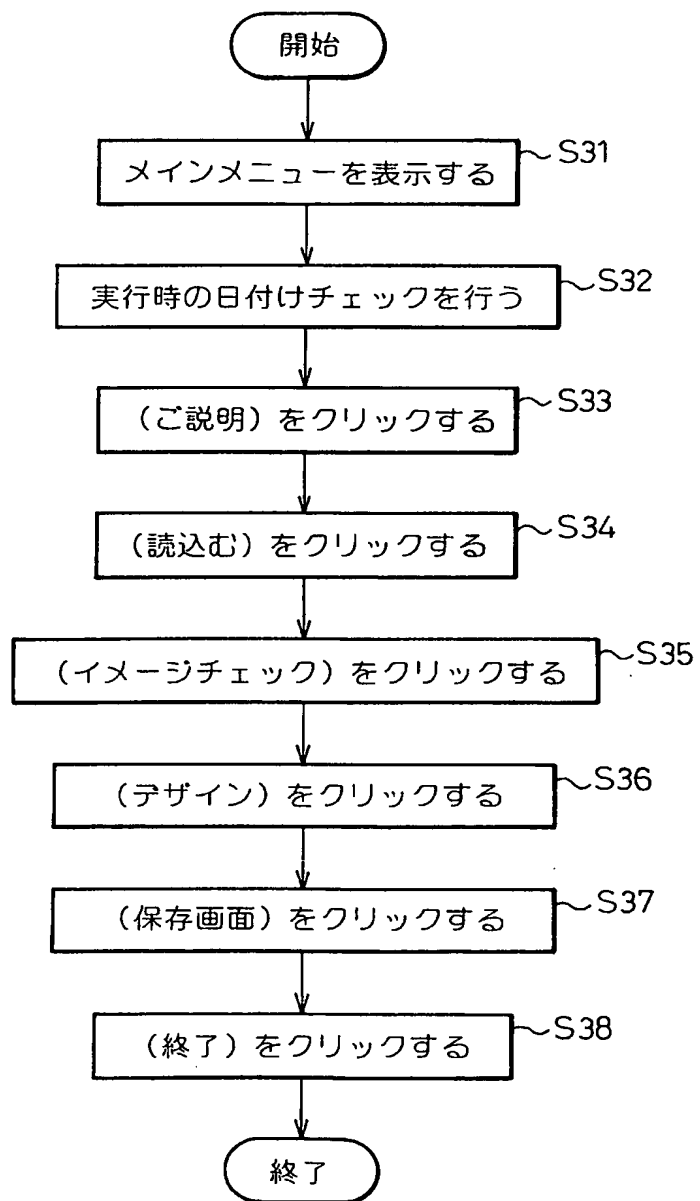 開始
メインメニューを表示する
S31
実行時の日付けチェックを行う
S32
（ご説明）をクリックする
S33
（読込む）をクリックする
S34
（イメージチェック）をクリックする
S35
（デザイン）をクリックする
S36
（保存画面）をクリックする
S37
（終了）をクリックする
S38
終了